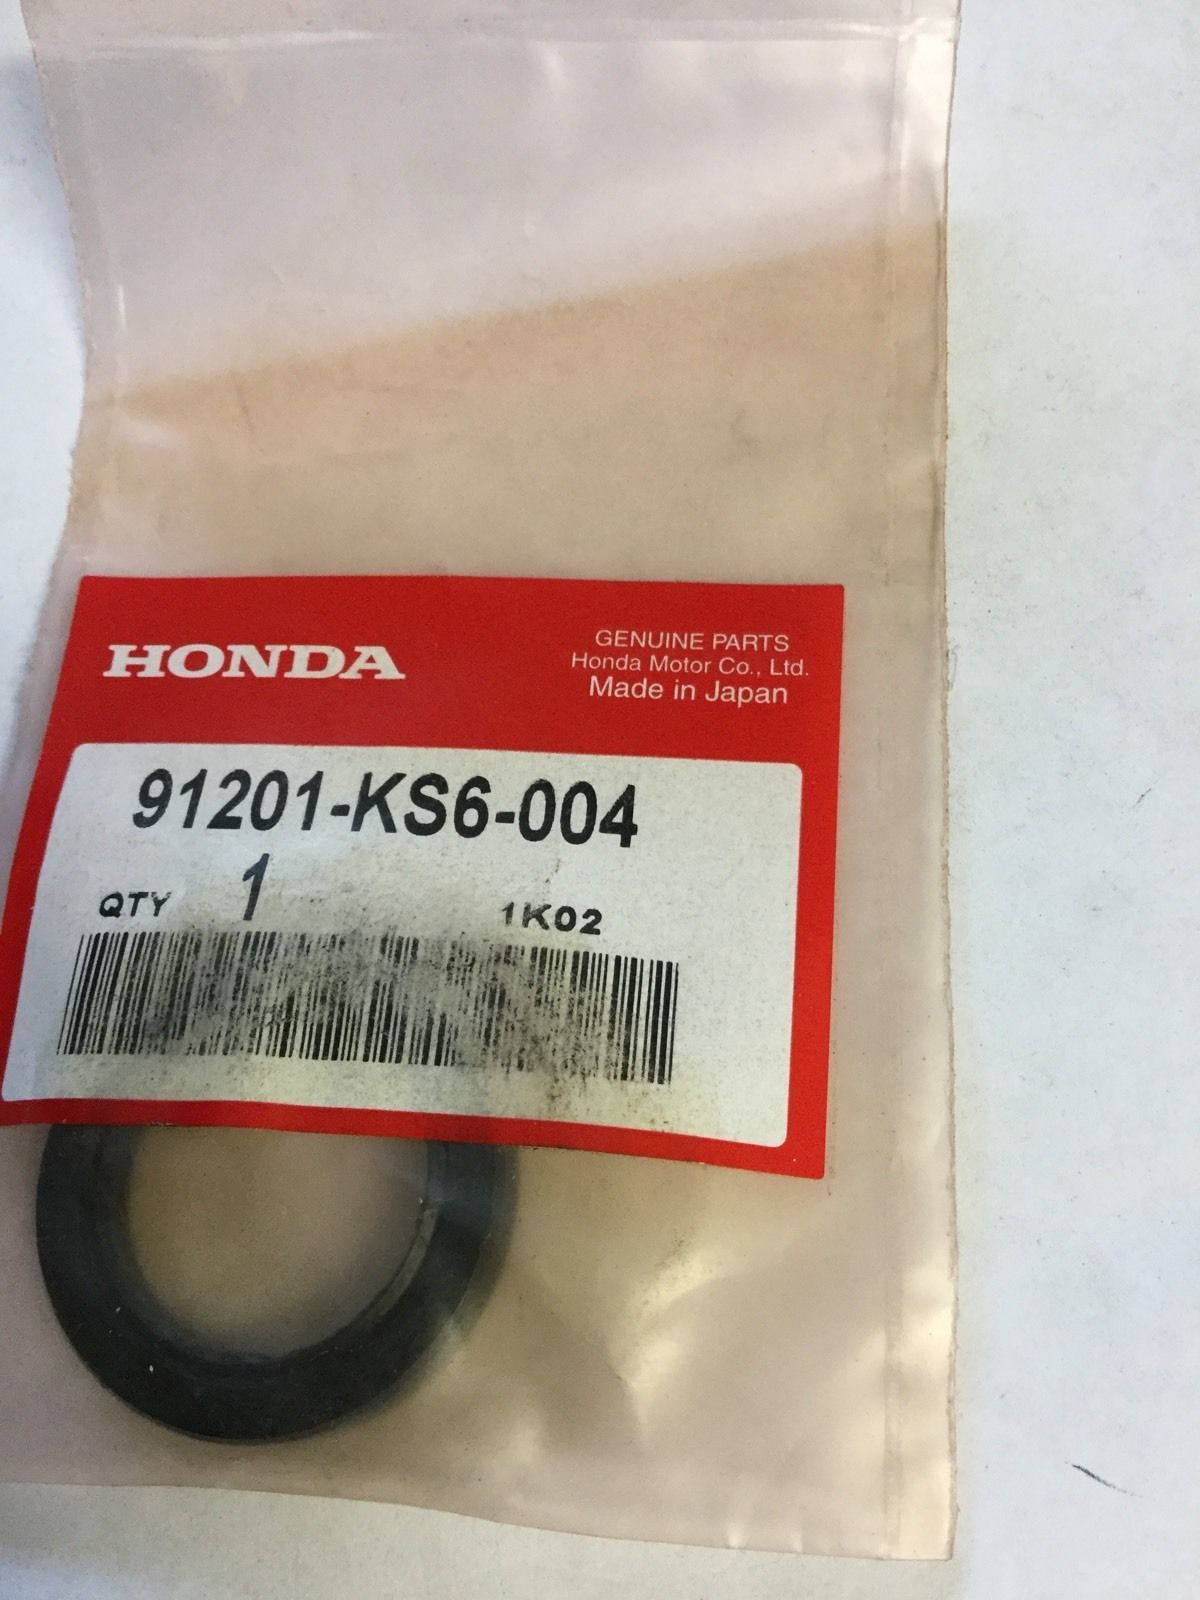 HONDA
GENUINE PARTS
Honda Motor Co., Ltd.
Made in Japan
91201-KS6-004
QTY 1 1K02